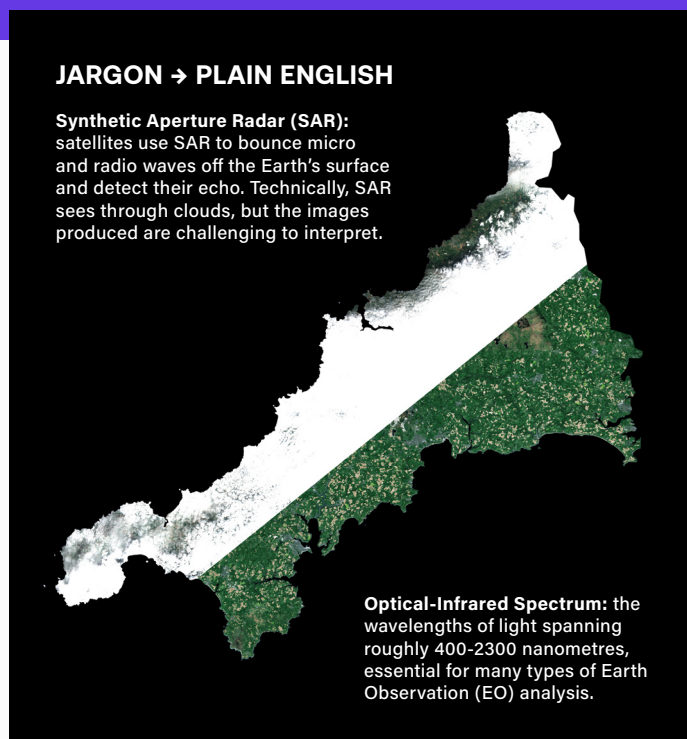 JARGON → PLAIN ENGLISH
Synthetic Aperture Radar (SAR):
satellites use SAR to bounce micro
and radio waves off the Earth's surface
and detect their echo. Technically, SAR
sees through clouds, but the images
produced are challenging to interpret.
Optical-Infrared Spectrum: the
wavelengths of light spanning
roughly 400-2300 nanometres,
essential for many types of Earth
Observation (EO) analysis.